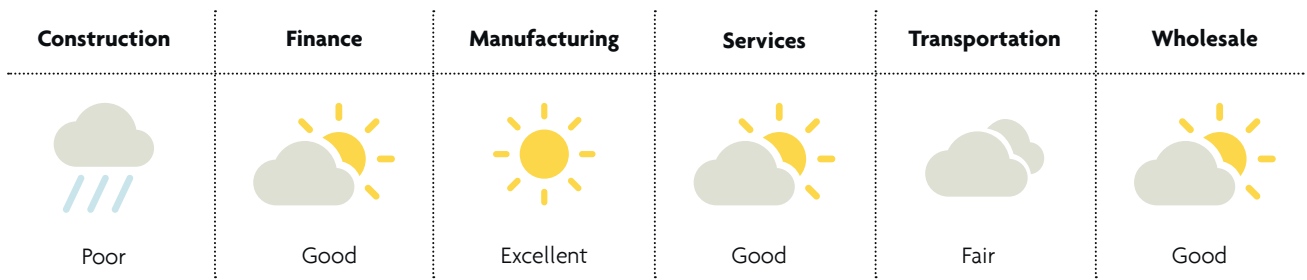 Construction
Finance
Manufacturing
Services
Transportation
Wholesale
Poor
Good
Excellent
Good
Fair
Good